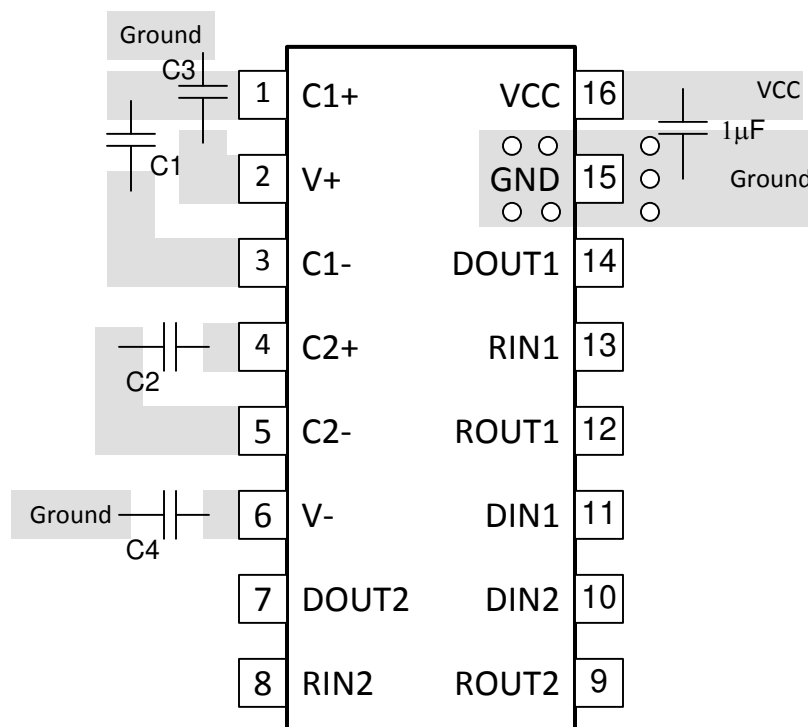 Ground
C3
1 C1+ VCC 16 VCC
C1
1μF
2 V+ GND 15 Ground
3 C1- DOUT1 14
4 C2+ RIN1 13
C2
5 C2- ROUT1 12
Ground 6 V- DIN1 11
C4
7 DOUT2 DIN2 10
8 RIN2 ROUT2 9